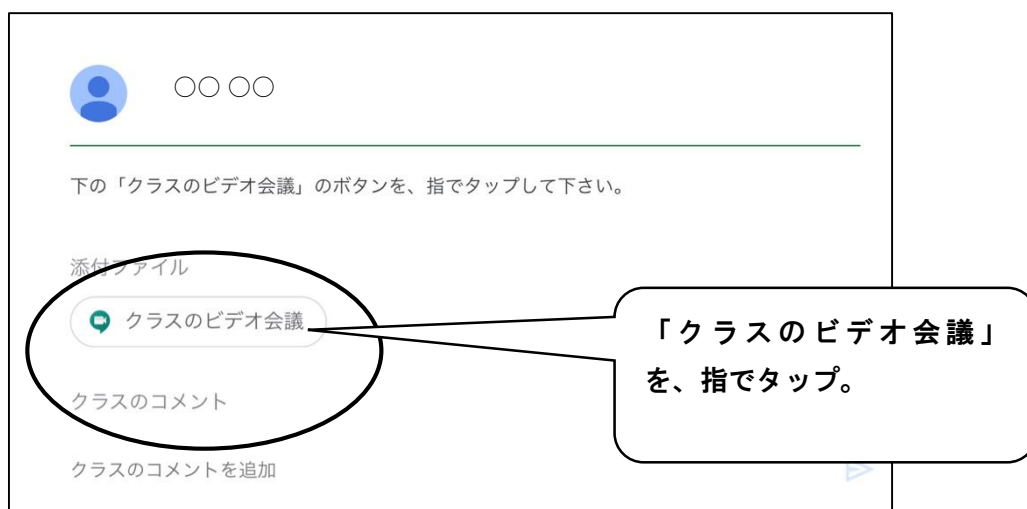 〇〇 〇〇
下の「クラスのビデオ会議」のボタンを、指でタップして下さい。
添付ファイル
クラスのビデオ会議
「クラスのビデオ会議」
を、指でタップ。
クラスのコメント
クラスのコメントを追加